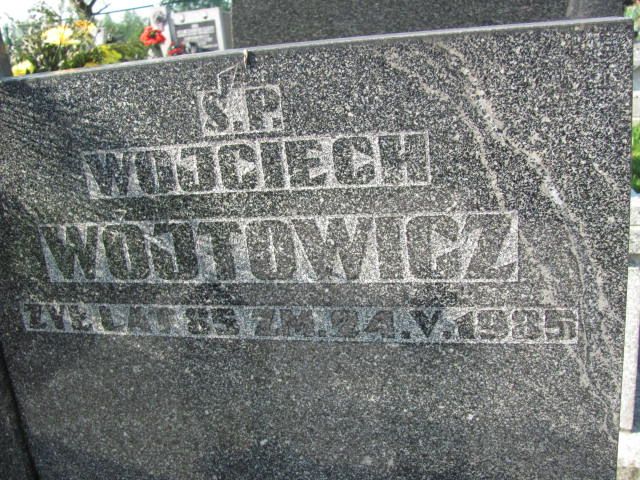 Ś.P.
WOJCIECH
WÓJTOWICZ
ŻYŁ LAT 85 ZM. 24.V.1985